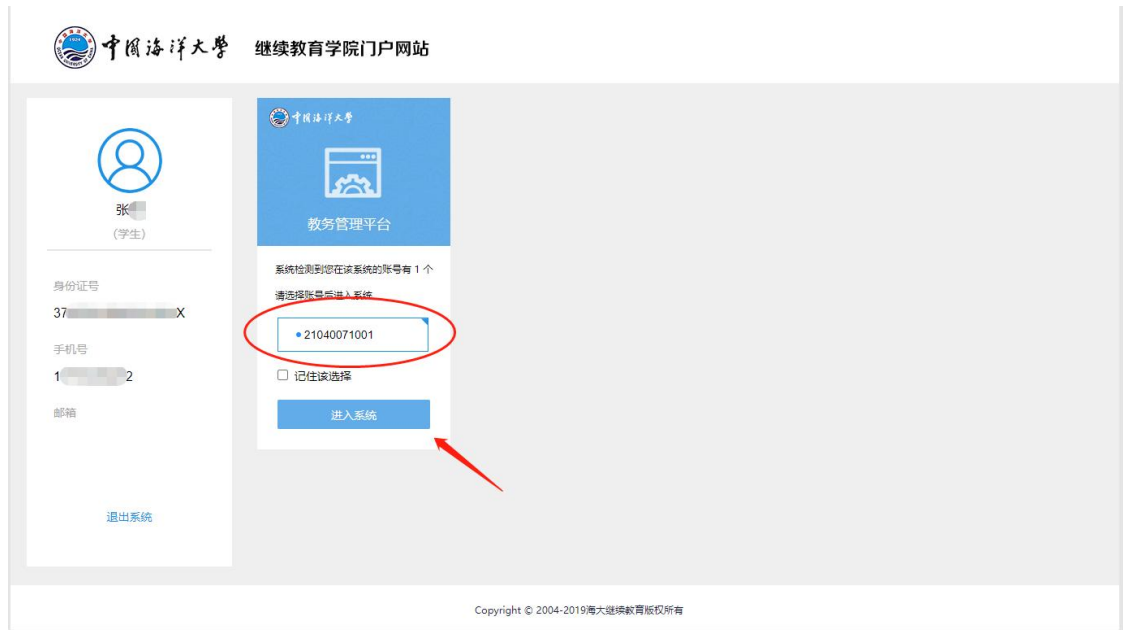 中国海洋大学 继续教育学院门户网站
张
(学生)
身份证号
37 X
手机号
1 2
邮箱
退出系统
中国海洋大学
教务管理平台
系统检测到您在该系统的账号有 1 个
请选择账号后进入系统
21040071001
记住该选择
进入系统
Copyright © 2004-2019海大继续教育版权所有